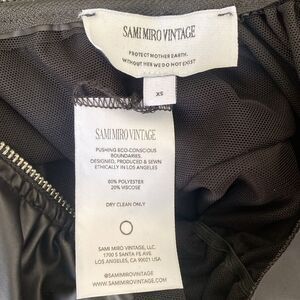 SAMI MIRO VINTAGE
PROTECT MOTHER EARTH.
WITHOUT HER WE DO NOT EXIST
XS
SAMI MIRO VINTAGE
PUSHING ECO-CONSCIOUS
BOUNDARIES.
DESIGNED, PRODUCED & SEWN
ETHICALLY IN LOS ANGELES
80% POLYESTER
20% VISCOSE
DRY CLEAN ONLY
SAMI MIRO VINTAGE, LLC.
1700 S SANTA FE AVE
LOS ANGELES, CA 90021 USA
@SAMIMIROVINTAGE
SAMIMIROVINTAGE.COM